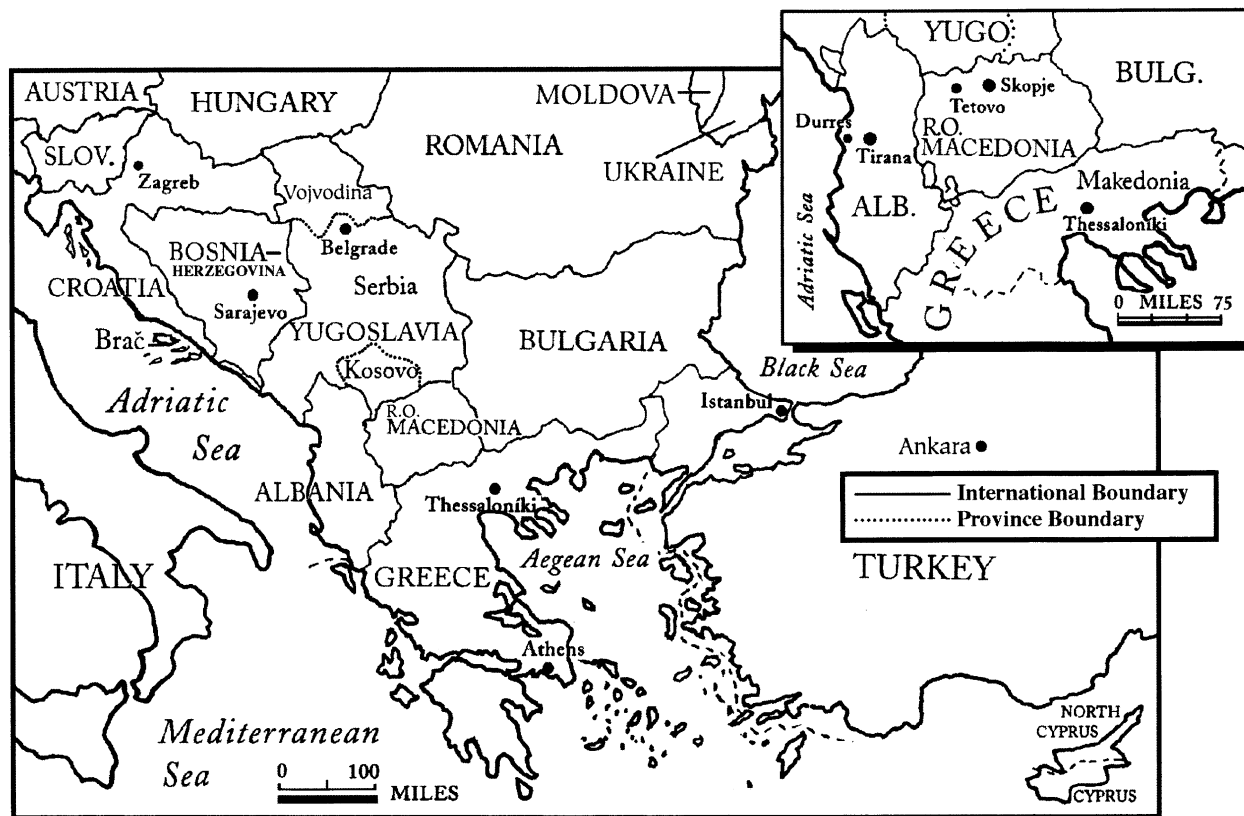 AUSTRIA
HUNGARY
MOLDOVA
SLOV.
ROMANIA
UKRAINE
Zagreb
Vojvodina
Belgrade
BOSNIA–
HERZEGOVINA
CROATIA
Sarajevo
Serbia
Brač
YUGOSLAVIA
BULGARIA
Kosovo
Black Sea
Adriatic
Sea
R.O.
MACEDONIA
Istanbul
Ankara
ALBANIA
Thessaloníki
International Boundary
Province Boundary
ITALY
GREECE
Aegean Sea
TURKEY
Athens
Mediterranean
Sea
NORTH
CYPRUS
CYPRUS
0 100
MILES
YUGO
BULG.
Skopje
Tetovo
Durres
Tirana
R.O.
MACEDONIA
Makedonia
ALB.
GREECE
Thessaloníki
Adriatic Sea
0 MILES 75